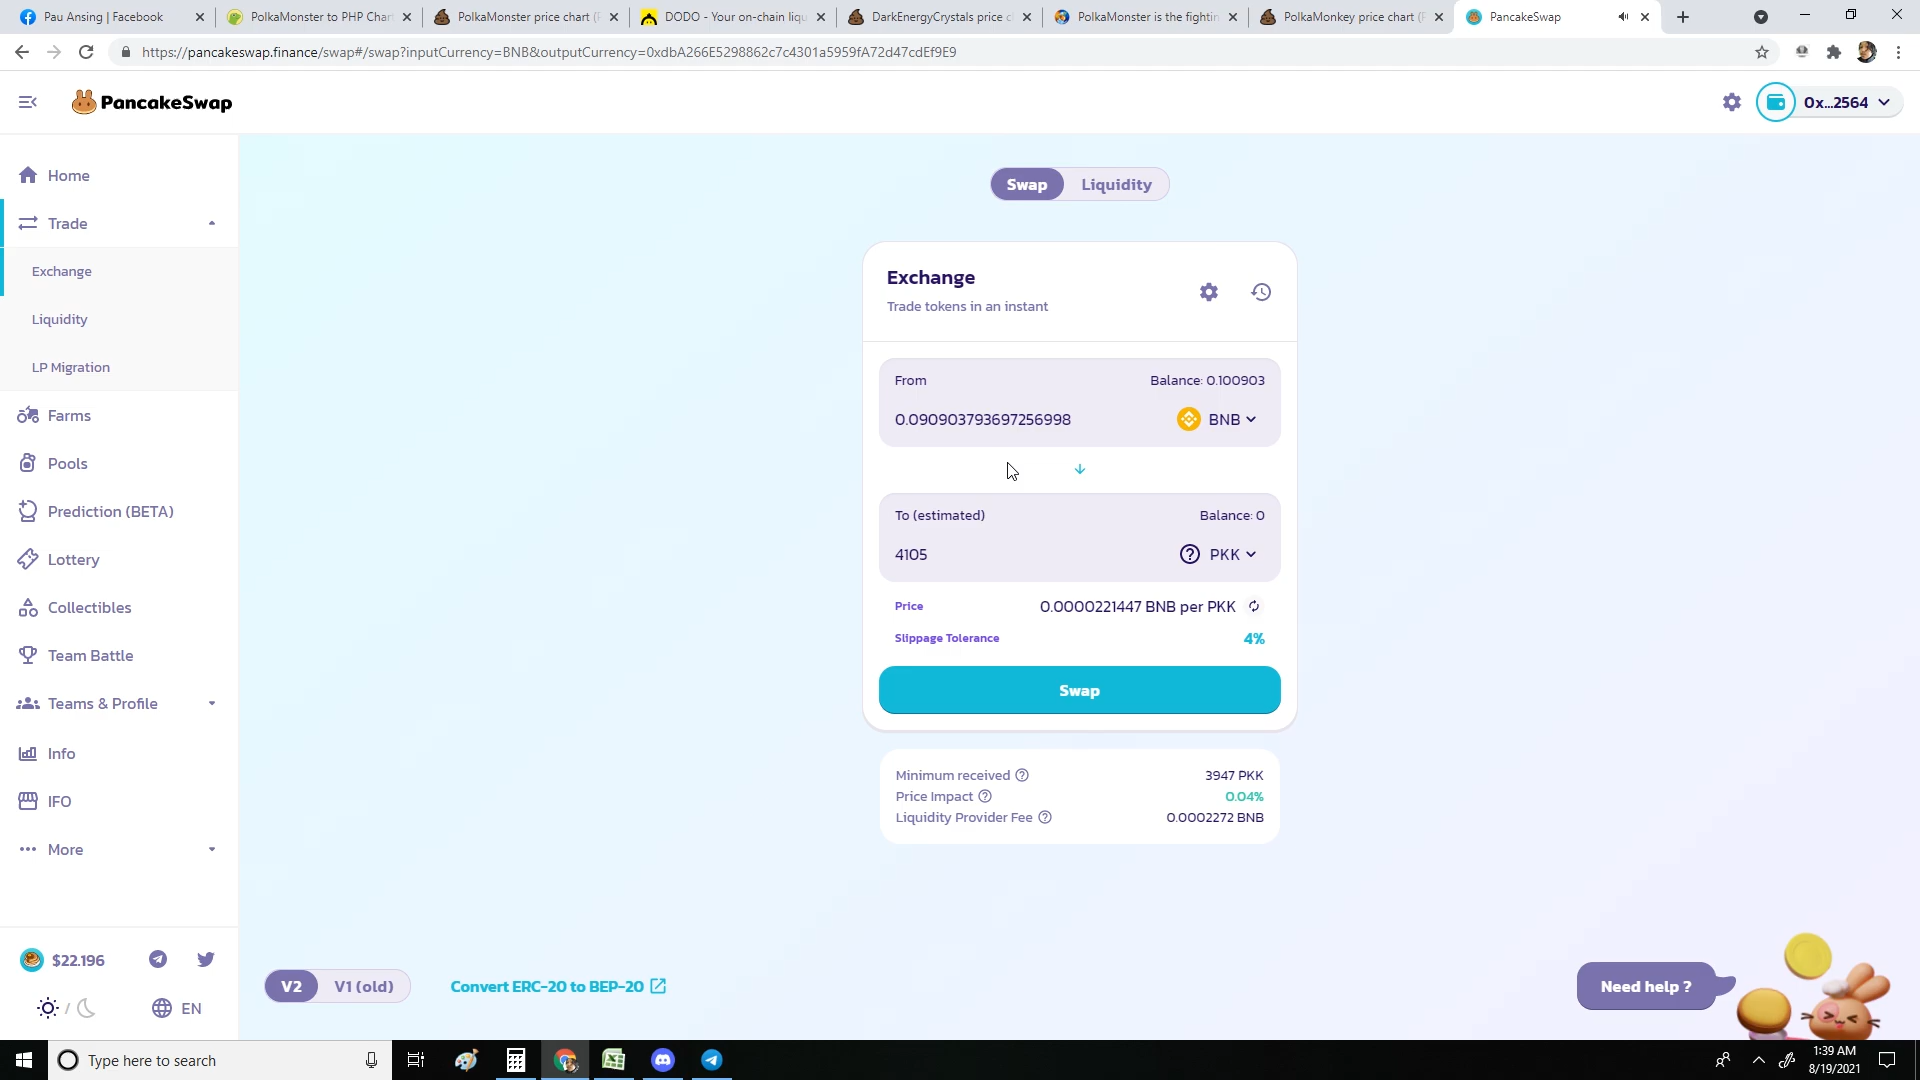 Pau Ansing | Facebook
PolkaMonster to PHP Char
PolkaMonster price chart (
DODO - Your on-chain liqu
DarkEnergyCrystals price c
PolkaMonster is the fightin
PolkaMonkey price chart (P
PancakeSwap
https://pancakeswap.finance/swap#/swap?inputCurrency=BNB&outputCurrency=0xdbA266E5298862c7c4301a5959fA72d47cdEf9E9
PancakeSwap
0x...2564
Home
Trade
Exchange
Liquidity
LP Migration
Farms
Pools
Prediction (BETA)
Lottery
Collectibles
Team Battle
Teams & Profile
Info
IFO
More
$22.196
EN
Swap
Liquidity
Exchange
Trade tokens in an instant
From
Balance: 0.100903
0.090903793697256998
BNB
To (estimated)
Balance: 0
4105
PKK
Price
0.0000221447 BNB per PKK
Slippage Tolerance
4%
Swap
Minimum received
3947 PKK
Price Impact
0.04%
Liquidity Provider Fee
0.0002272 BNB
V2
V1 (old)
Convert ERC-20 to BEP-20
Need help ?
Type here to search
1:39 AM
8/19/2021